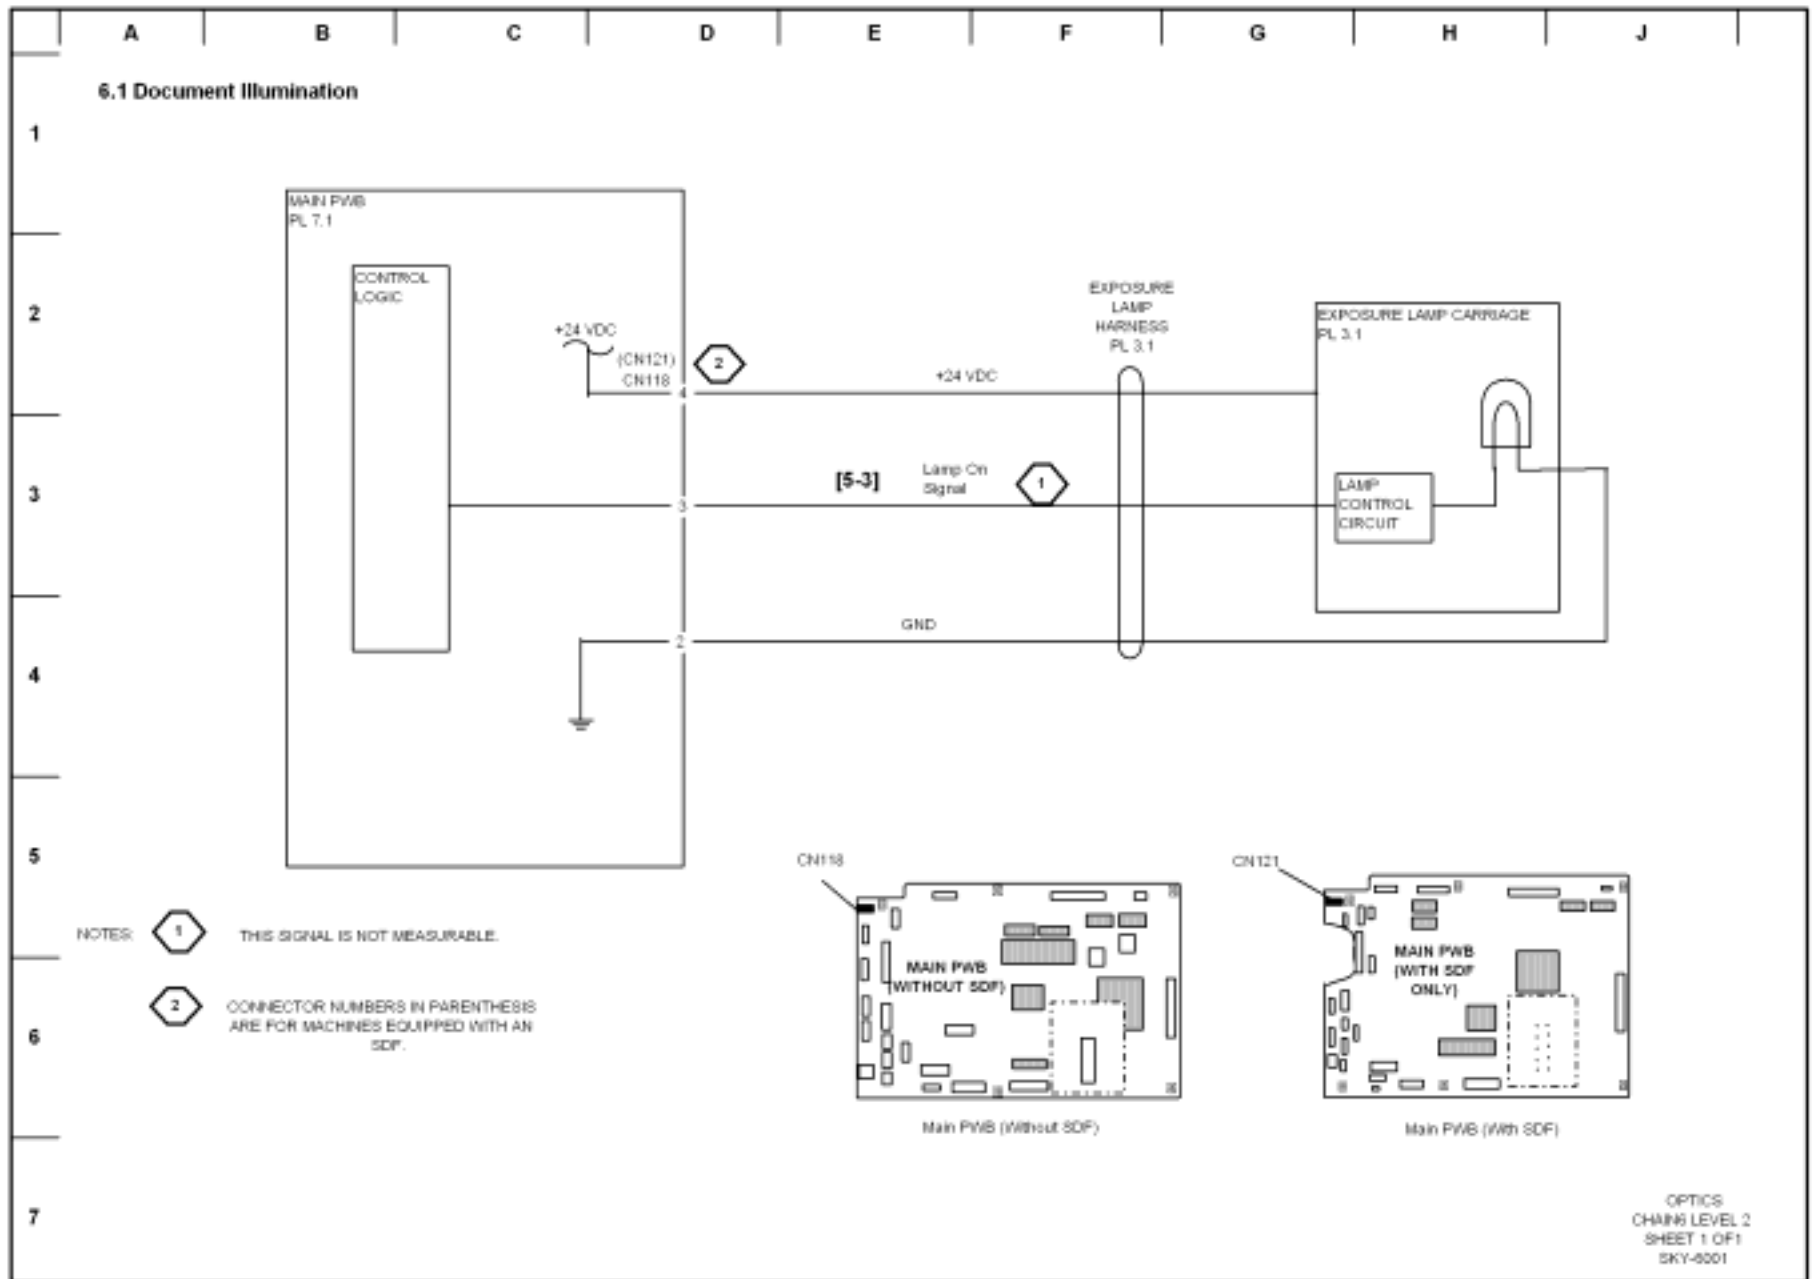 A B C D E F G H J
6.1 Document Illumination
1
MAIN PWB
PL 7.1
CONTROL
LOGIC
2
+24 VDC
(CN121)
CN118
2
4
+24 VDC
EXPOSURE
LAMP
HARNESS
PL 3.1
EXPOSURE LAMP CARRIAGE
PL 3.1
3
3
[5-3]
Lamp On
Signal
1
LAMP
CONTROL
CIRCUIT
GND
2
4
5
CN118
CN121
NOTES:
1
THIS SIGNAL IS NOT MEASURABLE.
MAIN PWB
(WITHOUT SDF)
MAIN PWB
(WITH SDF
ONLY)
2
CONNECTOR NUMBERS IN PARENTHESIS
ARE FOR MACHINES EQUIPPED WITH AN
SDF.
6
Main PWB (Without SDF)
Main PWB (With SDF)
7
OPTICS
CHAIN6 LEVEL 2
SHEET 1 OF1
SKY-6001